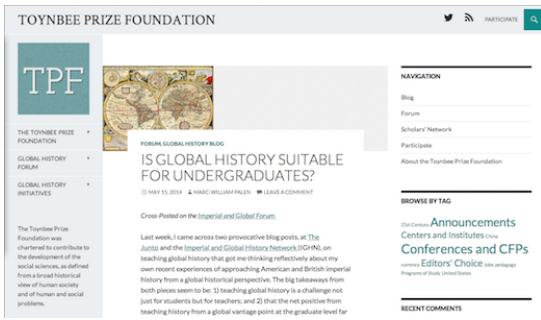 TOYNBEE PRIZE FOUNDATION
PARTICIPATE
TPF
THE TOYNBEE PRIZE
FOUNDATION
GLOBAL HISTORY
FORUM
GLOBAL HISTORY
INITIATIVES
The Toynbee Prize
Foundation was
chartered to contribute to
the development of the
social sciences, as defined
from a broad historical
view of human society
and of human and social
problems.
FORUM, GLOBAL HISTORY BLOG
IS GLOBAL HISTORY SUITABLE
FOR UNDERGRADUATES?
MAY 15, 2014 MARC-WILLIAM PALEN LEAVE A COMMENT
Cross-Posted on the Imperial and Global Forum
Last week, I came across two provocative blog posts, at The
Junto and the Imperial and Global History Network (IGHN), on
teaching global history that got me thinking reflectively about my
own recent experiences of approaching American and British imperial
history from a global historical perspective. The big takeaways from
both pieces seem to be: 1) teaching global history is a challenge not
just for students but for teachers; and 2) that the net positive from
teaching history from a global vantage point at the graduate level far
NAVIGATION
Blog
Forum
Scholars' Network
Participate
About the Toynbee Prize Foundation
BROWSE BY TAG
21st Century Announcements
Centers and Institutes China
Conferences and CFPs
currency Editors' Choice Jobs pedagogy
Programs of Study United States
RECENT COMMENTS